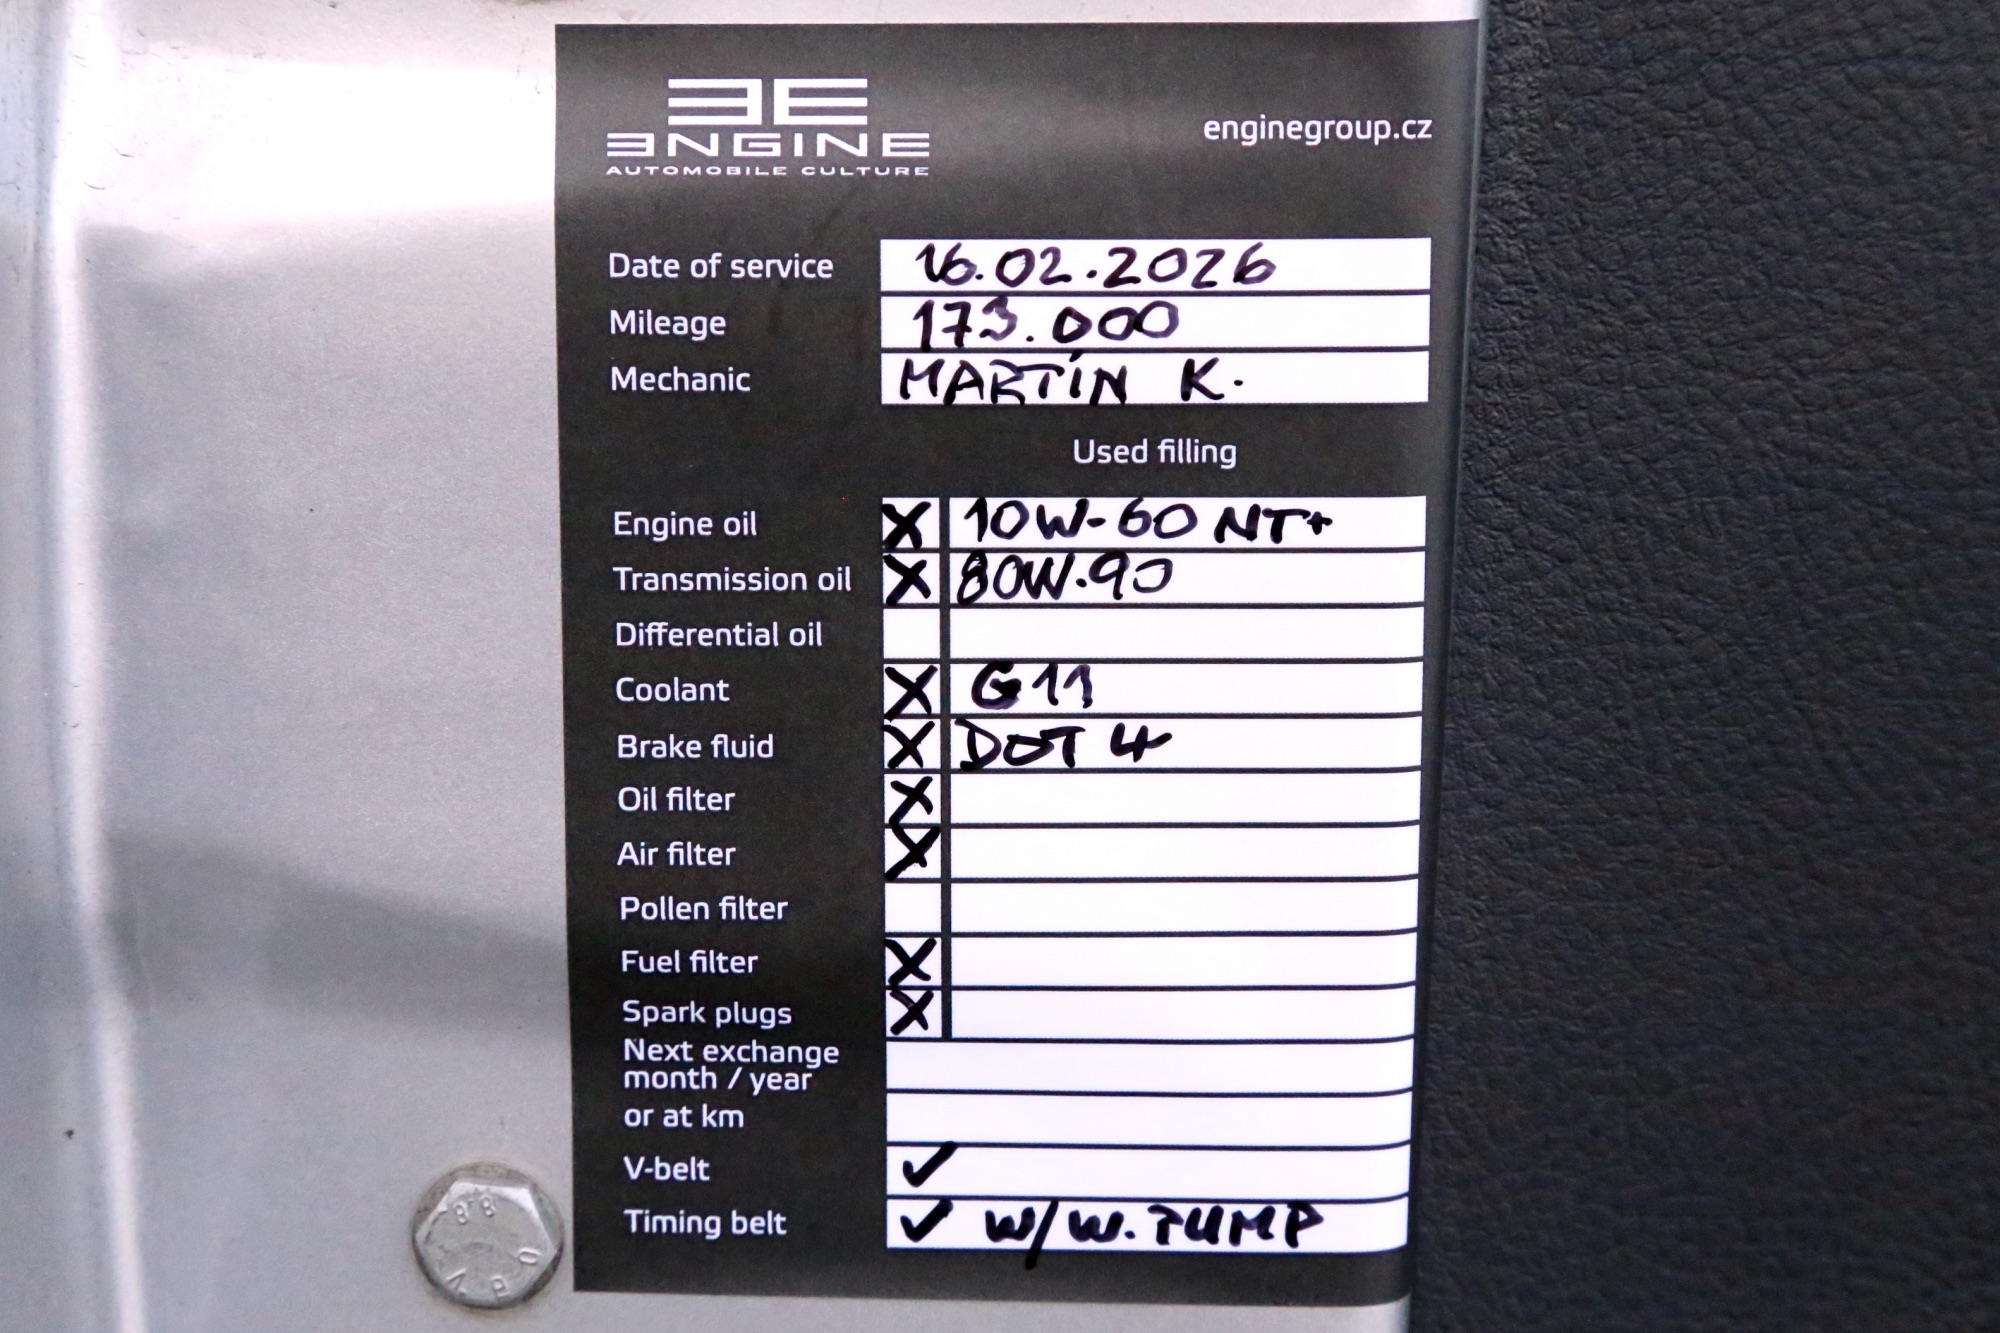 ENGINE
AUTOMOBILE CULTURE
enginegroup.cz
Date of service 16.02.2026
Mileage 173.000
Mechanic MARTIN K.
Used filling
Engine oil X 10W-60 NT+
Transmission oil X 80W-90
Differential oil
Coolant X G11
Brake fluid X DOT 4
Oil filter X
Air filter X
Pollen filter
Fuel filter X
Spark plugs X
Next exchange
month / year
or at km
V-belt ✓
Timing belt ✓ W/W. PUMP
8.8